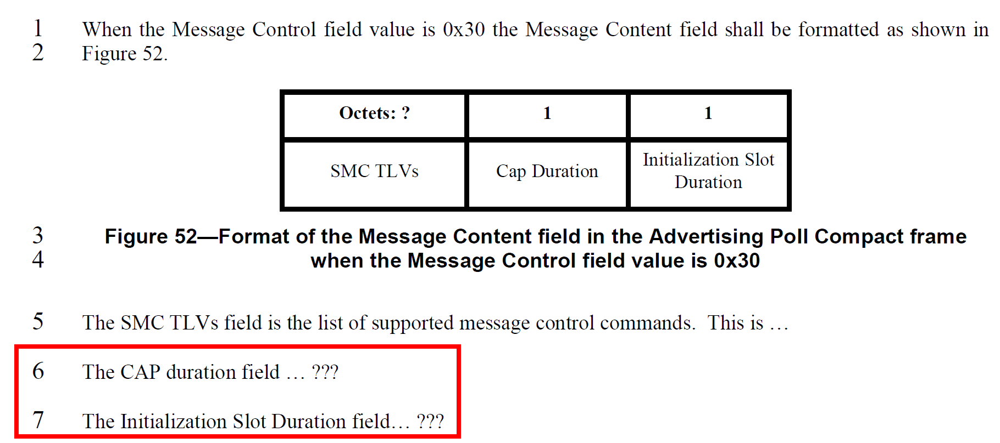 1 When the Message Control field value is 0x30 the Message Content field shall be formatted as shown in
2 Figure 52.
Octets: ? 1 1
SMC TLVs Cap Duration Initialization Slot
Duration
3 Figure 52—Format of the Message Content field in the Advertising Poll Compact frame
4 when the Message Control field value is 0x30
5 The SMC TLVs field is the list of supported message control commands.  This is …
6 The CAP duration field … ???
7 The Initialization Slot Duration field… ???